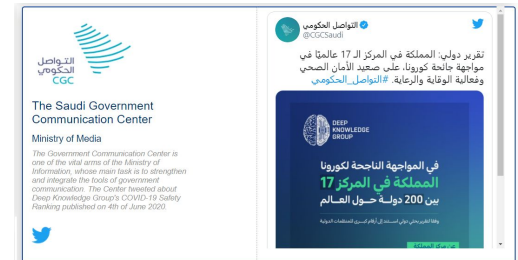 التواصل
الحكومي
CGC
The Saudi Government
Communication Center
Ministry of Media
The Government Communication Center is
one of the vital arms of the Ministry of
Information, whose main task is to strengthen
and integrate the tools of government
communication. The Center tweeted about
Deep Knowledge Group's COVID-19 Safety
Ranking published on 4th of June 2020.
التواصل الحكومي
@CGCSaudi
تقرير دولي: المملكة في المركز الـ 17 عالميًا في
مواجهة جائحة كورونا، على صعيد الأمان الصحي
وفعالية الوقاية والرعاية. #التواصل_الحكومي
DEEP
KNOWLEDGE
GROUP
في المواجهة الناجحة لكورونا
المملكة في المركز 17
بين 200 دولــة حــول العــالم